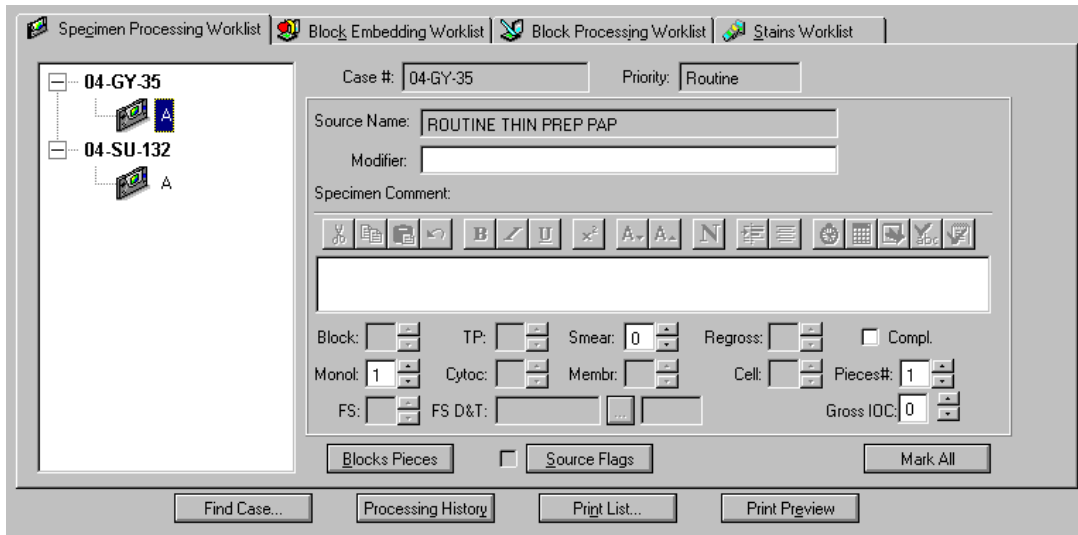 Specimen Processing Worklist Block Embedding Worklist Block Processing Worklist Stains Worklist
04-GY-35
A
04-SU-132
A
Case #: 04-GY-35 Priority: Routine
Source Name: ROUTINE THIN PREP PAP
Modifier:
Specimen Comment:
B I U x² A A N abc
Block: TP: Smear: 0 Regross: Compl.
Monol: 1 Cytoc: Membr: Cell: Pieces#: 1
FS: FS D&T: ... Gross IOC: 0
Blocks Pieces Source Flags Mark All
Find Case... Processing History Print List... Print Preview